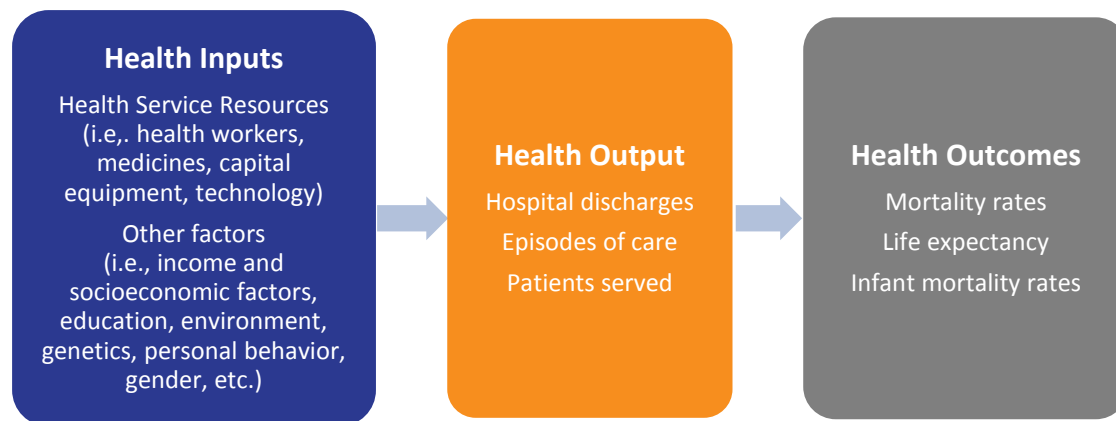 Health Inputs
Health Service Resources
(i.e,. health workers,
medicines, capital
equipment, technology)
Other factors
(i.e., income and
socioeconomic factors,
education, environment,
genetics, personal behavior,
gender, etc.)
Health Output
Hospital discharges
Episodes of care
Patients served
Health Outcomes
Mortality rates
Life expectancy
Infant mortality rates